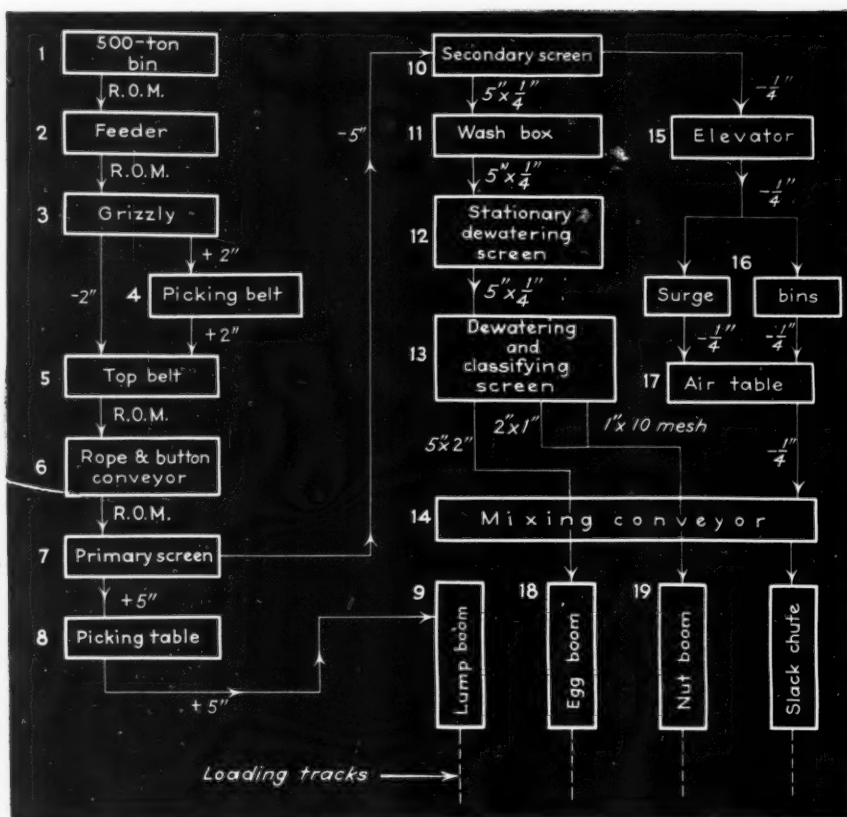 1
500-ton
bin
R.O.M.
2
Feeder
R.O.M.
3
Grizzly
+ 2"
-2"
4
Picking belt
+2"
5
Top belt
R.O.M.
6
Rope & button
conveyor
R.O.M.
7
Primary screen
+5"
8
Picking table
+ 5"
-5"
10
Secondary screen
5" x 1/4"
11
Wash box
5" x 1/4"
12
Stationary
dewatering
screen
5" x 1/4"
13
Dewatering
and
classifying
screen
5"x2"
2"x1"
1"x 10 mesh
-1/4"
15
Elevator
-1/4"
16
Surge
bins
-1/4"
-1/4"
17
Air table
-1/4"
14
Mixing conveyor
9
Lump boom
18
Egg boom
19
Nut boom
Slack chute
Loading tracks